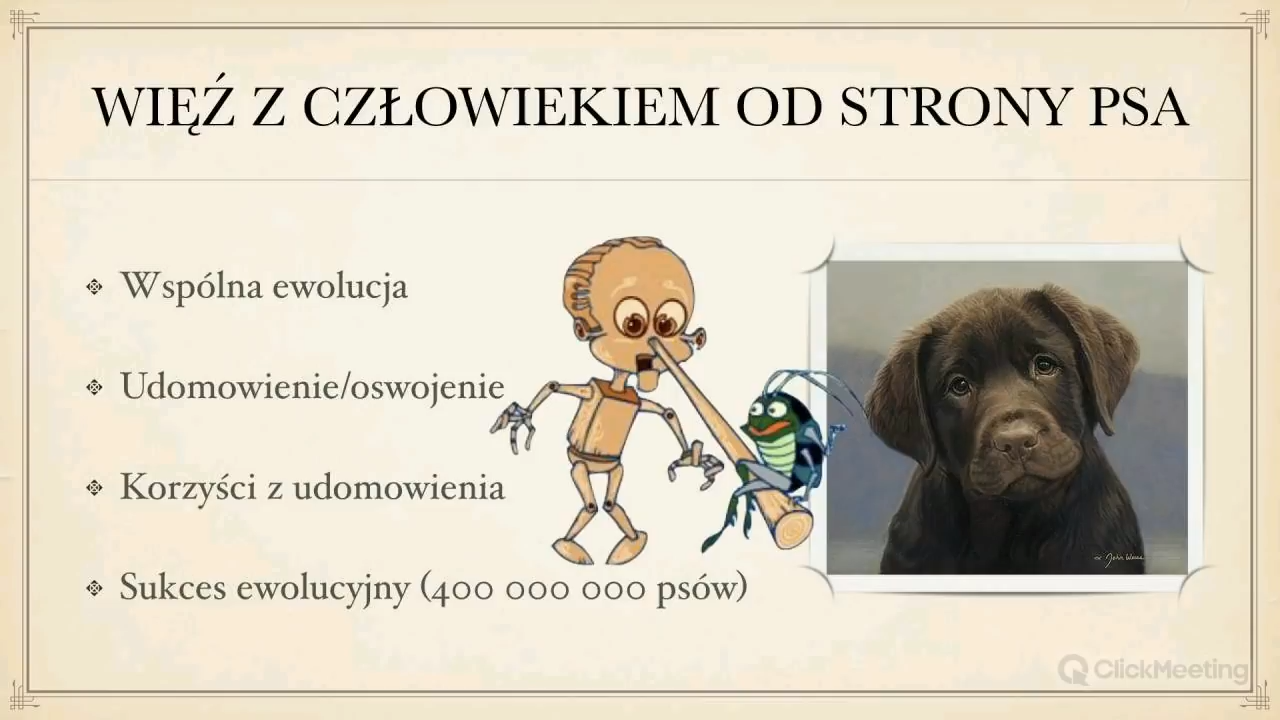 WIĘŹ Z CZŁOWIEKIEM OD STRONY PSA
Wspólna ewolucja
Udomowienie/oswojenie
Korzyści z udomowienia
Sukces ewolucyjny (400 000 000 psów)
ClickMeeting